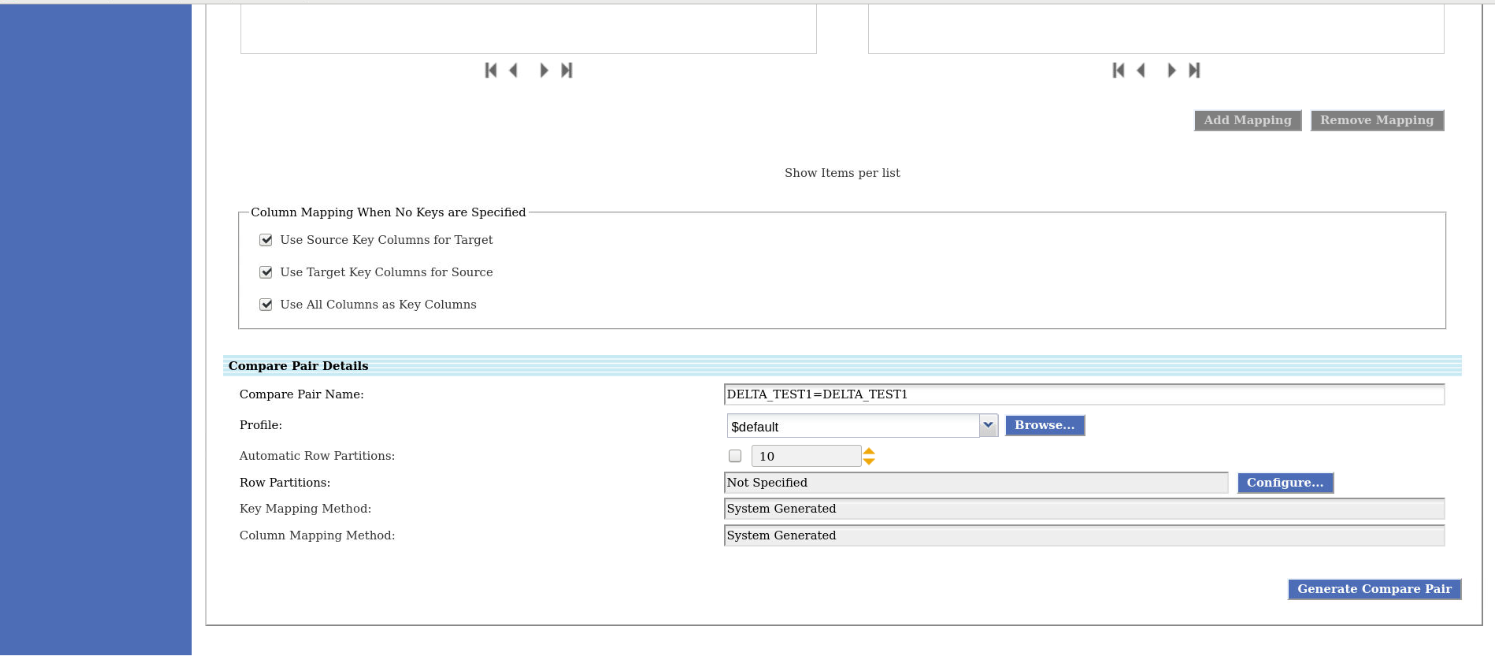 Add Mapping Remove Mapping
Show Items per list
Column Mapping When No Keys are Specified
Use Source Key Columns for Target
Use Target Key Columns for Source
Use All Columns as Key Columns
Compare Pair Details
Compare Pair Name: DELTA_TEST1=DELTA_TEST1
Profile: $default Browse...
Automatic Row Partitions: 10
Row Partitions: Not Specified Configure...
Key Mapping Method: System Generated
Column Mapping Method: System Generated
Generate Compare Pair